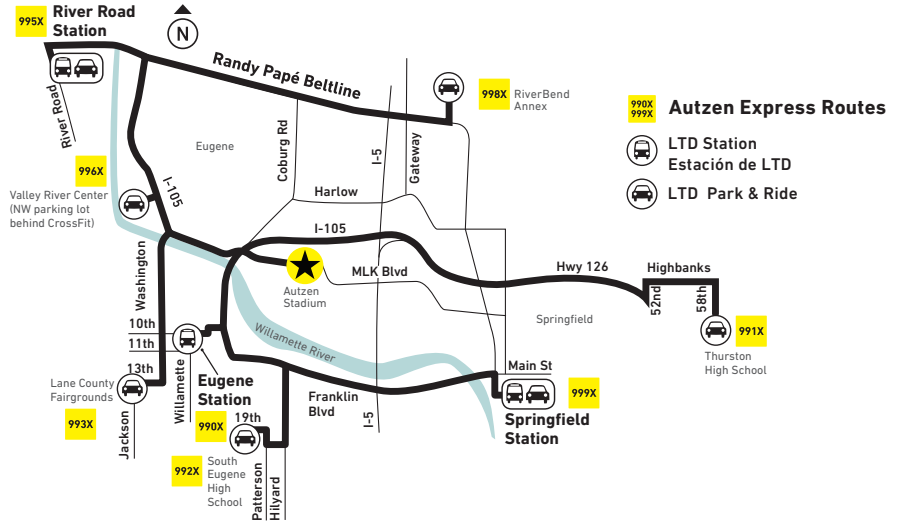 995X
River Road
Station
N
Randy Papé Beltline
998X
RiverBend
Annex
990X
999X
Autzen Express Routes
LTD Station
Estación de LTD
LTD Park & Ride
River Road
Eugene
Coburg Rd
I-5
Gateway
996X
Valley River Center
(NW parking lot
behind CrossFit)
I-105
Harlow
I-105
Washington
MLK Blvd
Hwy 126
Highbanks
52nd
58th
Autzen
Stadium
Springfield
991X
Thurston
High School
10th
11th
13th
Willamette River
Willamette
Eugene
Station
Main St
Lane County
Fairgrounds
993X
Jackson
990X
19th
Franklin
Blvd
I-5
999X
Springfield
Station
992X
South
Eugene
High
School
Patterson
Hilyard